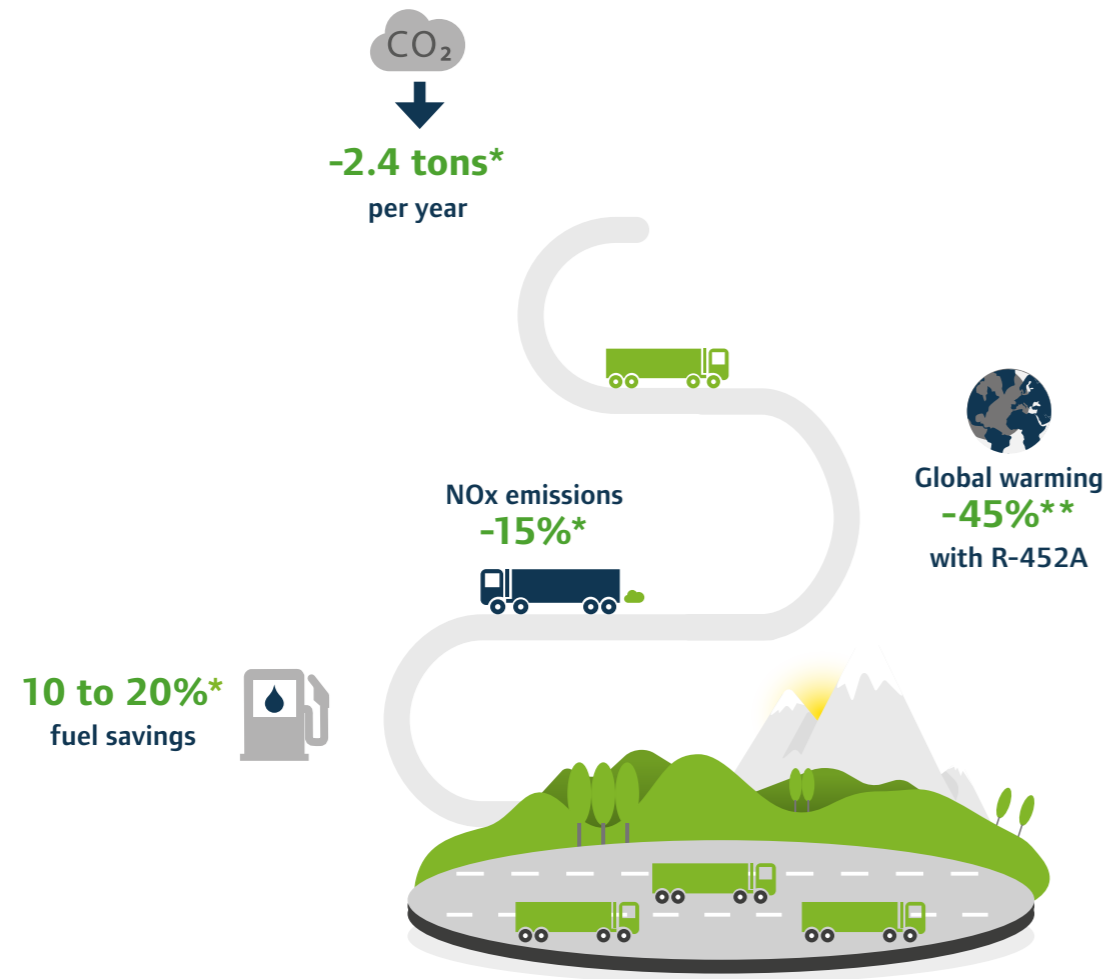 CO₂
-2.4 tons*
per year
NOx emissions
-15%*
Global warming
-45%**
with R-452A
10 to 20%*
fuel savings